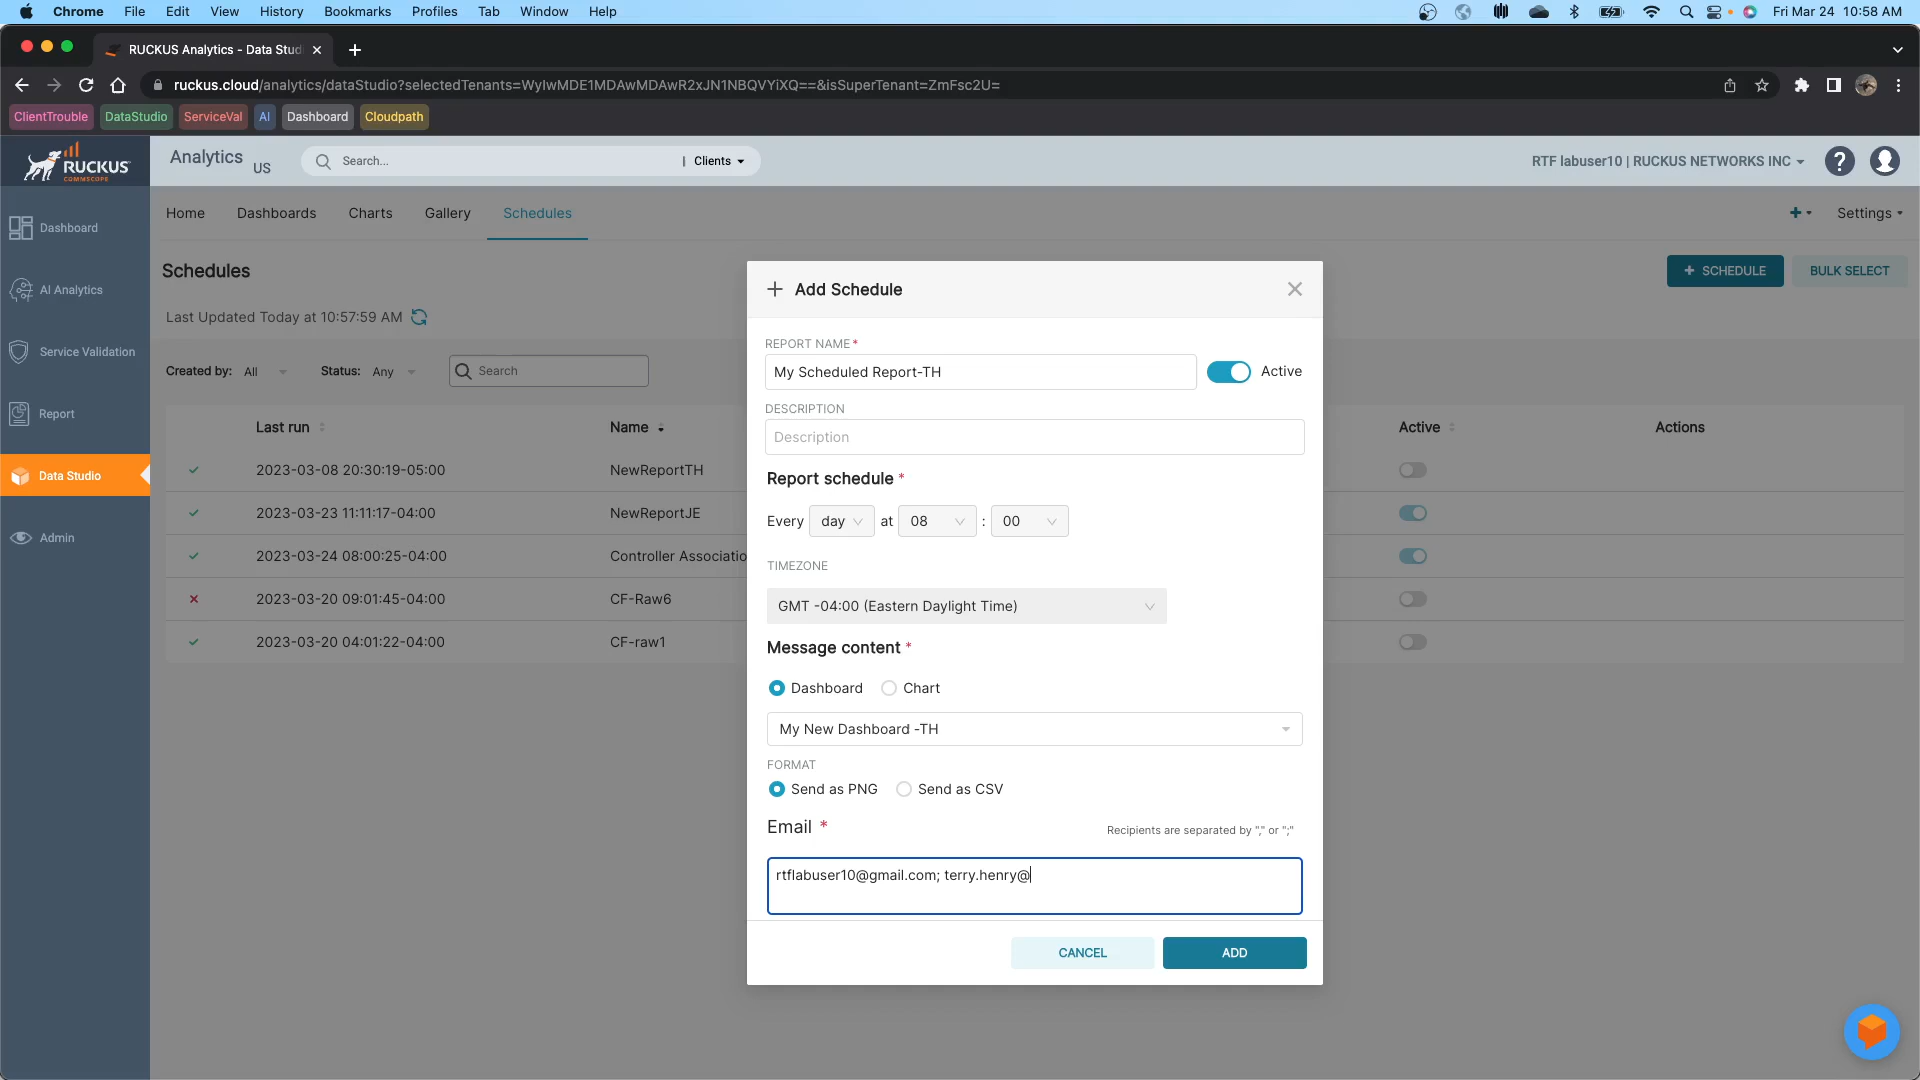 Chrome File Edit View History Bookmarks Profiles Tab Window Help Fri Mar 24 10:58 AM
RUCKUS Analytics - Data Stud
ruckus.cloud/analytics/dataStudio?selectedTenants=WyIwMDE1MDAwMDAwR2xJN1NBQVYiXQ==&isSuperTenant=ZmFsc2U=
ClientTrouble DataStudio ServiceVal AI Dashboard Cloudpath
RUCKUS
COMMSCOPE
Analytics US
Search... | Clients
RTF labuser10 | RUCKUS NETWORKS INC
?
Home Dashboards Charts Gallery Schedules + Settings
Dashboard
AI Analytics
Service Validation
Report
Data Studio
Admin
Schedules
+ SCHEDULE BULK SELECT
Last Updated Today at 10:57:59 AM
Created by: All Status: Any Search
Last run Name Active Actions
2023-03-08 20:30:19-05:00 NewReportTH
2023-03-23 11:11:17-04:00 NewReportJE
2023-03-24 08:00:25-04:00 Controller Associatio
2023-03-20 09:01:45-04:00 CF-Raw6
2023-03-20 04:01:22-04:00 CF-raw1
+ Add Schedule
REPORT NAME*
My Scheduled Report-TH Active
DESCRIPTION
Description
Report schedule *
Every day at 08 : 00
TIMEZONE
GMT -04:00 (Eastern Daylight Time)
Message content *
Dashboard Chart
My New Dashboard -TH
FORMAT
Send as PNG Send as CSV
Email * Recipients are separated by "," or ";"
rtflabuser10@gmail.com; terry.henry@
CANCEL ADD